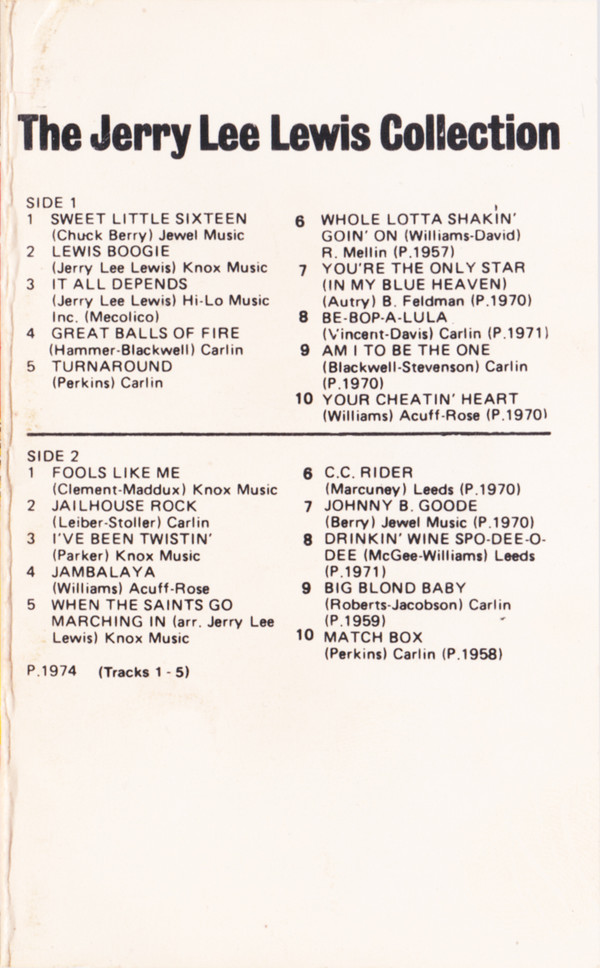 The Jerry Lee Lewis Collection
SIDE 1
1 SWEET LITTLE SIXTEEN
(Chuck Berry) Jewel Music
2 LEWIS BOOGIE
(Jerry Lee Lewis) Knox Music
3 IT ALL DEPENDS
(Jerry Lee Lewis) Hi-Lo Music
Inc. (Mecolico)
4 GREAT BALLS OF FIRE
(Hammer-Blackwell) Carlin
5 TURNAROUND
(Perkins) Carlin
6 WHOLE LOTTA SHAKIN'
GOIN' ON (Williams-David)
R. Mellin (P.1957)
7 YOU'RE THE ONLY STAR
(IN MY BLUE HEAVEN)
(Autry) B. Feldman (P.1970)
8 BE-BOP-A-LULA
(Vincent-Davis) Carlin (P.1971)
9 AM I TO BE THE ONE
(Blackwell-Stevenson) Carlin
(P.1970)
10 YOUR CHEATIN' HEART
(Williams) Acuff-Rose (P.1970)
SIDE 2
1 FOOLS LIKE ME
(Clement-Maddux) Knox Music
2 JAILHOUSE ROCK
(Leiber-Stoller) Carlin
3 I'VE BEEN TWISTIN'
(Parker) Knox Music
4 JAMBALAYA
(Williams) Acuff-Rose
5 WHEN THE SAINTS GO
MARCHING IN (arr. Jerry Lee
Lewis) Knox Music
6 C.C. RIDER
(Marcuney) Leeds (P.1970)
7 JOHNNY B. GOODE
(Berry) Jewel Music (P.1970)
8 DRINKIN' WINE SPO-DEE-O-
DEE (McGee-Williams) Leeds
(P.1971)
9 BIG BLOND BABY
(Roberts-Jacobson) Carlin
(P.1959)
10 MATCH BOX
(Perkins) Carlin (P.1958)
P.1974 (Tracks 1 - 5)